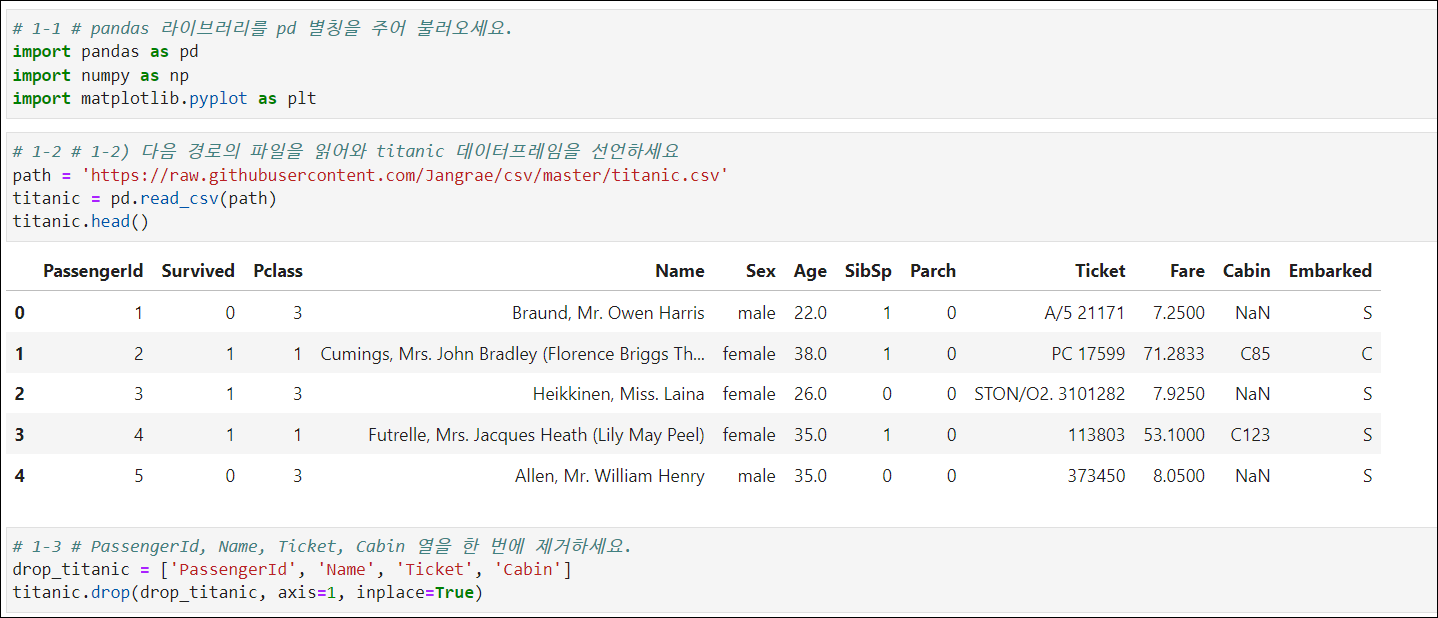 # 1-1 # pandas 라이브러리를 pd 별칭을 주어 불러오세요.
import pandas as pd
import numpy as np
import matplotlib.pyplot as plt
# 1-2 # 1-2) 다음 경로의 파일을 읽어와 titanic 데이터프레임을 선언하세요
path = 'https://raw.githubusercontent.com/Jangrae/csv/master/titanic.csv'
titanic = pd.read_csv(path)
titanic.head()
PassengerId Survived Pclass Name Sex Age SibSp Parch Ticket Fare Cabin Embarked
0 1 0 3 Braund, Mr. Owen Harris male 22.0 1 0 A/5 21171 7.2500 NaN S
1 2 1 1 Cumings, Mrs. John Bradley (Florence Briggs Th... female 38.0 1 0 PC 17599 71.2833 C85 C
2 3 1 3 Heikkinen, Miss. Laina female 26.0 0 0 STON/O2. 3101282 7.9250 NaN S
3 4 1 1 Futrelle, Mrs. Jacques Heath (Lily May Peel) female 35.0 1 0 113803 53.1000 C123 S
4 5 0 3 Allen, Mr. William Henry male 35.0 0 0 373450 8.0500 NaN S
# 1-3 # PassengerId, Name, Ticket, Cabin 열을 한 번에 제거하세요.
drop_titanic = ['PassengerId', 'Name', 'Ticket', 'Cabin']
titanic.drop(drop_titanic, axis=1, inplace=True)